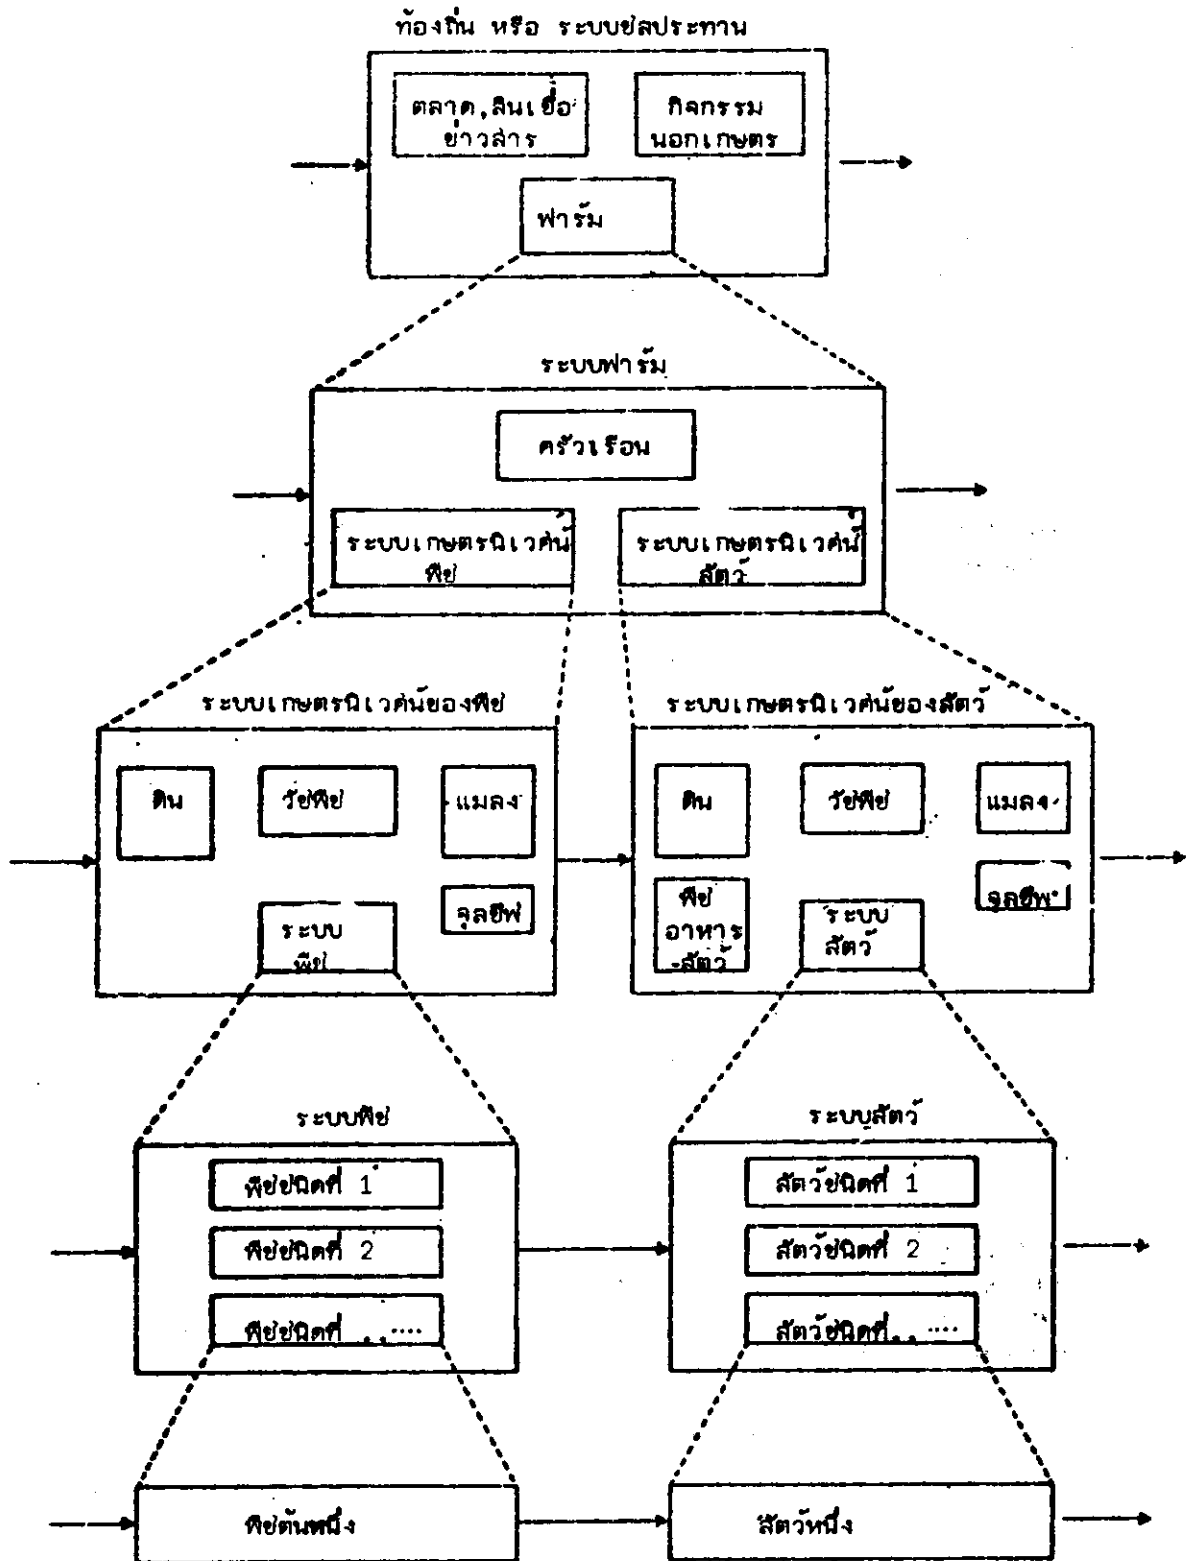 ท้องถิ่น หรือ ระบบชลประทาน
ตลาด,สินเชื่อ
ข่าวสาร
กิจกรรม
นอกเกษตร
ฟาร์ม
ระบบฟาร์ม
ครัวเรือน
ระบบเกษตรนิเวศน์
พืช
ระบบเกษตรนิเวศน์
สัตว์
ระบบเกษตรนิเวศน์ของพืช
ระบบเกษตรนิเวศน์ของสัตว์
ดิน
วัชพืช
แมลง
จุลชีพ
ระบบ
พืช
ดิน
วัชพืช
แมลง
จุลชีพ
พืช
อาหาร
-สัตว์
ระบบ
สัตว์
ระบบพืช
ระบบสัตว์
พืชชนิดที่ 1
พืชชนิดที่ 2
พืชชนิดที่ ......
สัตว์ชนิดที่ 1
สัตว์ชนิดที่ 2
สัตว์ชนิดที่......
พืชต้นหนึ่ง
สัตว์หนึ่ง